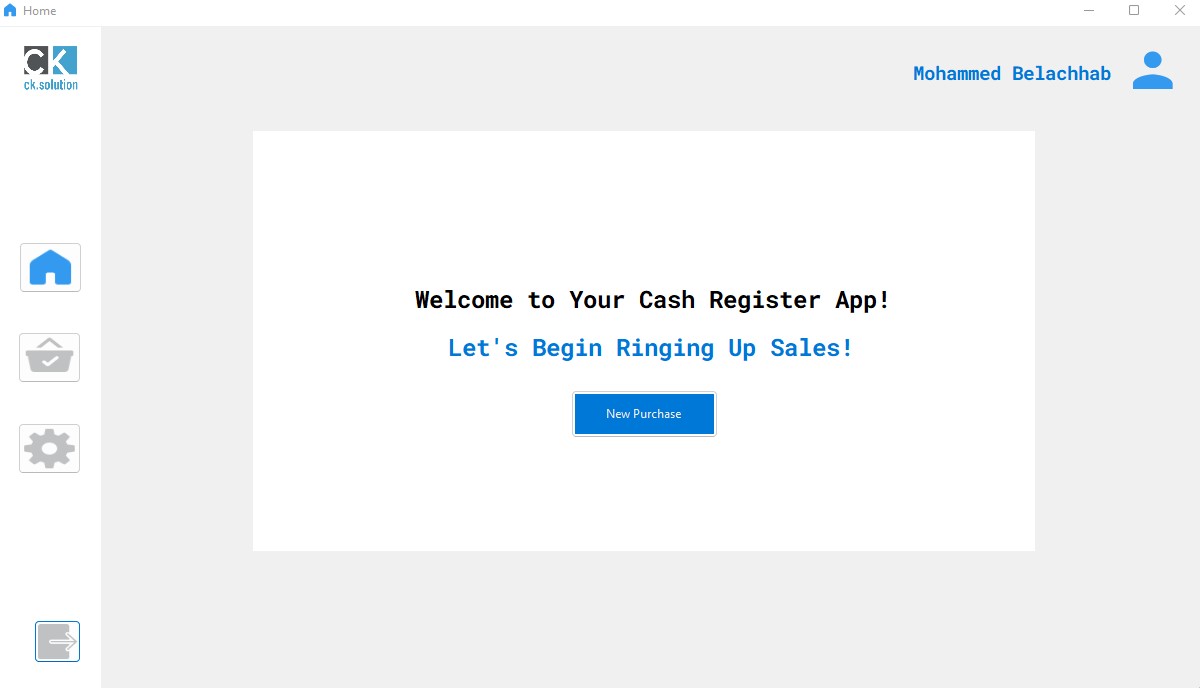 Home
CK
ck.solution
Mohammed Belachhab
Welcome to Your Cash Register App!
Let's Begin Ringing Up Sales!
New Purchase